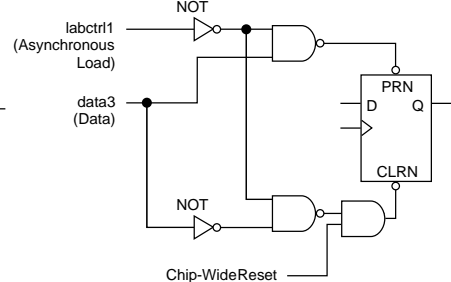 NOT
labctrl1
(Asynchronous
Load)
PRN
data3
(Data)
D Q
CLRN
NOT
Chip-WideReset